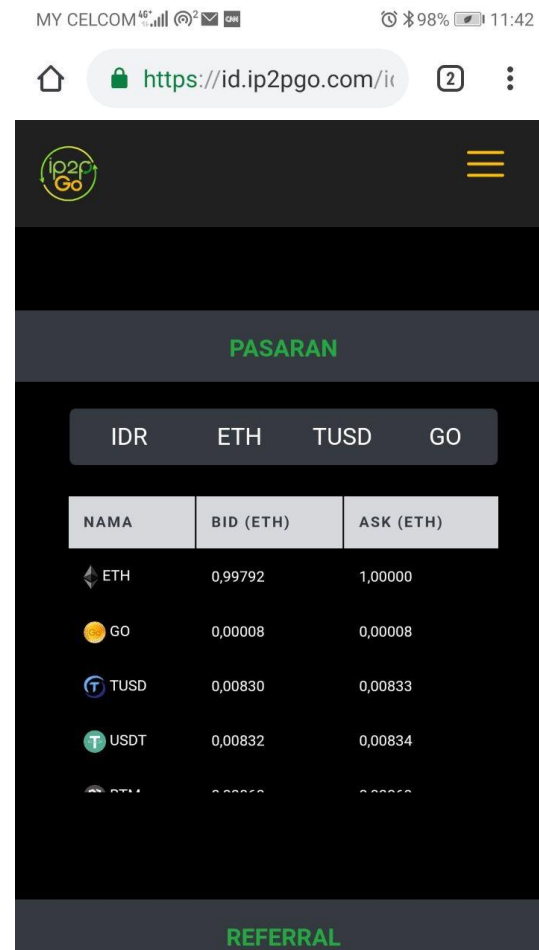 MY CELCOM 4G+ 2 CNN 98% 11:42
https://id.ip2pgo.com/i 2
ip2p
Go
PASARAN
IDR ETH TUSD GO
NAMA BID (ETH) ASK (ETH)
ETH 0,99792 1,00000
GO 0,00008 0,00008
TUSD 0,00830 0,00833
USDT 0,00832 0,00834
REFERRAL